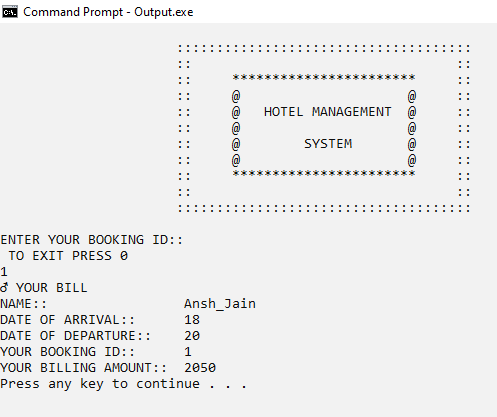 Command Prompt - Output.exe
:::::::::::::::::::::::::::::::::::::
:: ::
:: *********************** ::
:: @ @ ::
:: @ HOTEL MANAGEMENT @ ::
:: @ @ ::
:: @ SYSTEM @ ::
:: @ @ ::
:: *********************** ::
:: ::
:::::::::::::::::::::::::::::::::::::
ENTER YOUR BOOKING ID::
TO EXIT PRESS 0
1
♂ YOUR BILL
NAME:: Ansh_Jain
DATE OF ARRIVAL:: 18
DATE OF DEPARTURE:: 20
YOUR BOOKING ID:: 1
YOUR BILLING AMOUNT:: 2050
Press any key to continue . . .